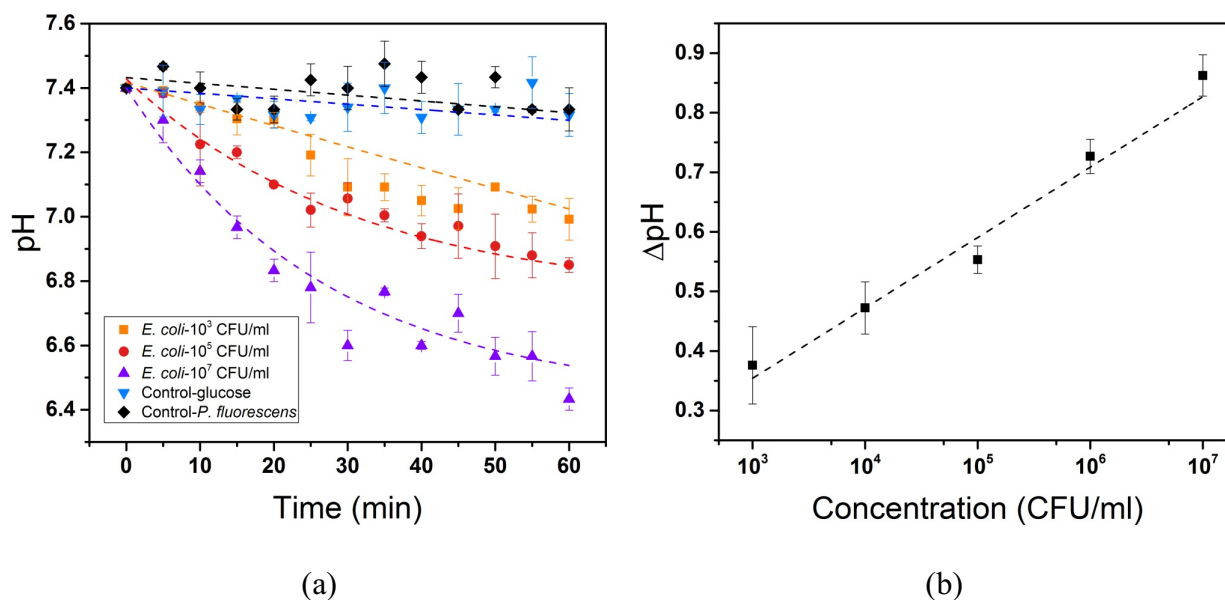 7.6
7.4
7.2
7.0
6.8
6.6
6.4
pH
E. coli-10³ CFU/ml
E. coli-10⁵ CFU/ml
E. coli-10⁷ CFU/ml
Control-glucose
Control-P. fluorescens
0 10 20 30 40 50 60
Time (min)
(a)
0.9
0.8
0.7
0.6
0.5
0.4
0.3
ΔpH
10³ 10⁴ 10⁵ 10⁶ 10⁷
Concentration (CFU/ml)
(b)